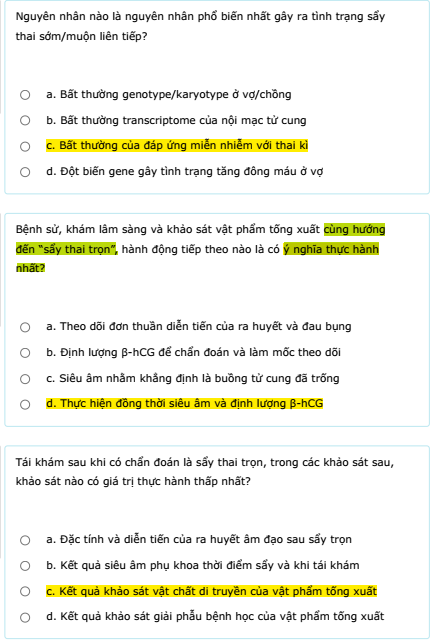 Nguyên nhân nào là nguyên nhân phổ biến nhất gây ra tình trạng sẩy
thai sớm/muộn liên tiếp?
a. Bất thường genotype/karyotype ở vợ/chồng
b. Bất thường transcriptome của nội mạc tử cung
c. Bất thường của đáp ứng miễn nhiễm với thai kì
d. Đột biến gene gây tình trạng tăng đông máu ở vợ
Bệnh sử, khám lâm sàng và khảo sát vật phẩm tống xuất cùng hướng
đến “sẩy thai trọn”, hành động tiếp theo nào là có ý nghĩa thực hành
nhất?
a. Theo dõi đơn thuần diễn tiến của ra huyết và đau bụng
b. Định lượng β-hCG để chẩn đoán và làm mốc theo dõi
c. Siêu âm nhằm khẳng định là buồng tử cung đã trống
d. Thực hiện đồng thời siêu âm và định lượng β-hCG
Tái khám sau khi có chẩn đoán là sẩy thai trọn, trong các khảo sát sau,
khảo sát nào có giá trị thực hành thấp nhất?
a. Đặc tính và diễn tiến của ra huyết âm đạo sau sẩy trọn
b. Kết quả siêu âm phụ khoa thời điểm sẩy và khi tái khám
c. Kết quả khảo sát vật chất di truyền của vật phẩm tống xuất
d. Kết quả khảo sát giải phẫu bệnh học của vật phẩm tống xuất